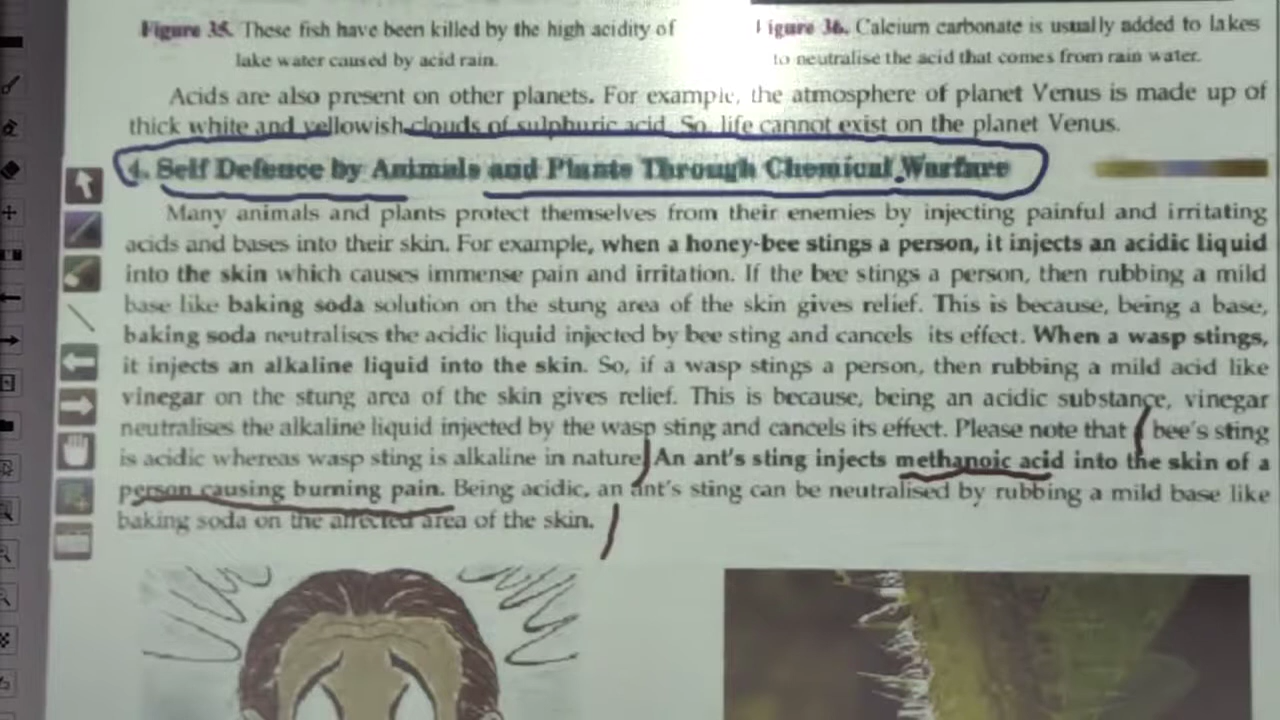 Figure 35. These fish have been killed by the high acidity of
lake water caused by acid rain.
Figure 36. Calcium carbonate is usually added to lakes
to neutralise the acid that comes from rain water.
Acids are also present on other planets. For example, the atmosphere of planet Venus is made up of
thick white and yellowish clouds of sulphuric acid. So, life cannot exist on the planet Venus.
4. Self Defence by Animals and Plants Through Chemical Warfare
Many animals and plants protect themselves from their enemies by injecting painful and irritating
acids and bases into their skin. For example, when a honey-bee stings a person, it injects an acidic liquid
into the skin which causes immense pain and irritation. If the bee stings a person, then rubbing a mild
base like baking soda solution on the stung area of the skin gives relief. This is because, being a base,
baking soda neutralises the acidic liquid injected by bee sting and cancels its effect. When a wasp stings,
it injects an alkaline liquid into the skin. So, if a wasp stings a person, then rubbing a mild acid like
vinegar on the stung area of the skin gives relief. This is because, being an acidic substance, vinegar
neutralises the alkaline liquid injected by the wasp sting and cancels its effect. Please note that bee's sting
is acidic whereas wasp sting is alkaline in nature. An ant's sting injects methanoic acid into the skin of a
person causing burning pain. Being acidic, an ant's sting can be neutralised by rubbing a mild base like
baking soda on the affected area of the skin.